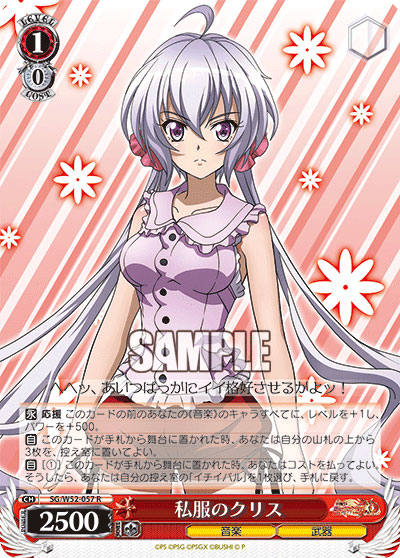 LEVEL
1
0
COST
SAMPLE
へヘッ、あいつばっかにイイ格好させるかよッ！
永 応援 このカードの前のあなたの《音楽》のキャラすべてに、レベルを＋1し、
パワーを＋500。
自 このカードが手札から舞台に置かれた時、あなたは自分の山札の上から
3枚を、控え室に置いてよい。
自 ［①］ このカードが手札から舞台に置かれた時、あなたはコストを払ってよい。
そうしたら、あなたは自分の控え室の「イチイバル」を1枚選び、手札に戻す。
CH SG/W52-057 R
2500
私服のクリス
音楽 武器
©PS ©PSG ©PSGX ©BUSHI © P